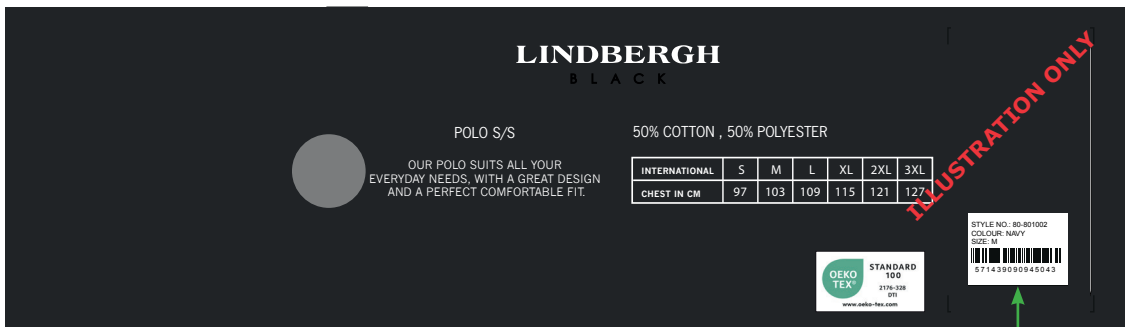 LINDBERGH
BLACK
POLO S/S
OUR POLO SUITS ALL YOUR
EVERYDAY NEEDS, WITH A GREAT DESIGN
AND A PERFECT COMFORTABLE FIT.
50% COTTON , 50% POLYESTER
INTERNATIONAL S M L XL 2XL 3XL
CHEST IN CM 97 103 109 115 121 127
ILLUSTRATION ONLY
STYLE NO.: 80-801002
COLOUR: NAVY
SIZE: M
571439090945043
OEKO
TEX®
STANDARD
100
2176-328
DTI
www.oeko-tex.com